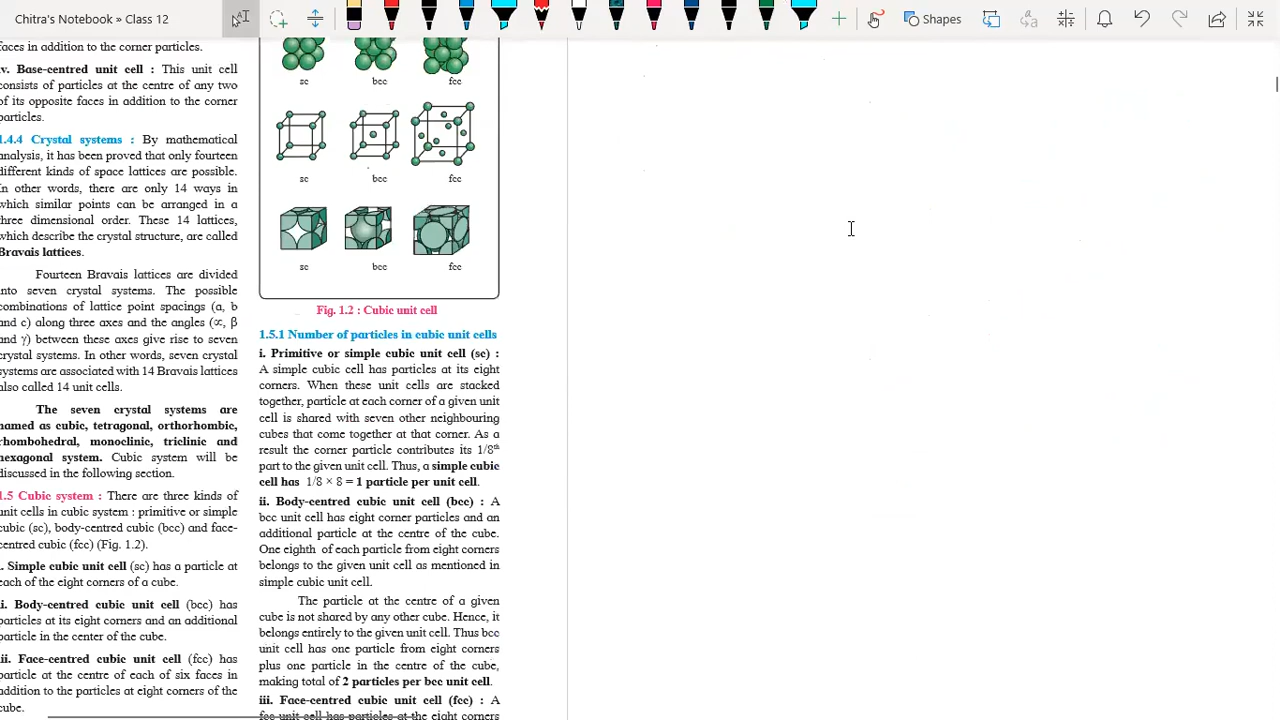 Chitra's Notebook » Class 12
Shapes
faces in addition to the corner particles.
iv. Base-centred unit cell : This unit cell
consists of particles at the centre of any two
of its opposite faces in addition to the corner
particles.
1.4.4 Crystal systems : By mathematical
analysis, it has been proved that only fourteen
different kinds of space lattices are possible.
In other words, there are only 14 ways in
which similar points can be arranged in a
three dimensional order. These 14 lattices,
which describe the crystal structure, are called
Bravais lattices.
Fourteen Bravais lattices are divided
into seven crystal systems. The possible
combinations of lattice point spacings (a, b
and c) along three axes and the angles (∝, β
and γ) between these axes give rise to seven
crystal systems. In other words, seven crystal
systems are associated with 14 Bravais lattices
also called 14 unit cells.
The seven crystal systems are
named as cubic, tetragonal, orthorhombic,
rhombohedral, monoclinic, triclinic and
hexagonal system. Cubic system will be
discussed in the following section.
1.5 Cubic system : There are three kinds of
unit cells in cubic system : primitive or simple
cubic (sc), body-centred cubic (bcc) and face-
centred cubic (fcc) (Fig. 1.2).
i. Simple cubic unit cell (sc) has a particle at
each of the eight corners of a cube.
ii. Body-centred cubic unit cell (bcc) has
particles at its eight corners and an additional
particle in the center of the cube.
iii. Face-centred cubic unit cell (fcc) has
particle at the centre of each of six faces in
addition to the particles at eight corners of the
cube.
sc bcc fcc
sc bcc fcc
sc bcc fcc
Fig. 1.2 : Cubic unit cell
1.5.1 Number of particles in cubic unit cells
i. Primitive or simple cubic unit cell (sc) :
A simple cubic cell has particles at its eight
corners. When these unit cells are stacked
together, particle at each corner of a given unit
cell is shared with seven other neighbouring
cubes that come together at that corner. As a
result the corner particle contributes its 1/8th
part to the given unit cell. Thus, a simple cubic
cell has 1/8 × 8 = 1 particle per unit cell.
ii. Body-centred cubic unit cell (bcc) : A
bcc unit cell has eight corner particles and an
additional particle at the centre of the cube.
One eighth of each particle from eight corners
belongs to the given unit cell as mentioned in
simple cubic unit cell.
The particle at the centre of a given
cube is not shared by any other cube. Hence, it
belongs entirely to the given unit cell. Thus bcc
unit cell has one particle from eight corners
plus one particle in the centre of the cube,
making total of 2 particles per bcc unit cell.
iii. Face-centred cubic unit cell (fcc) : A
fcc unit cell has particles at the eight corners